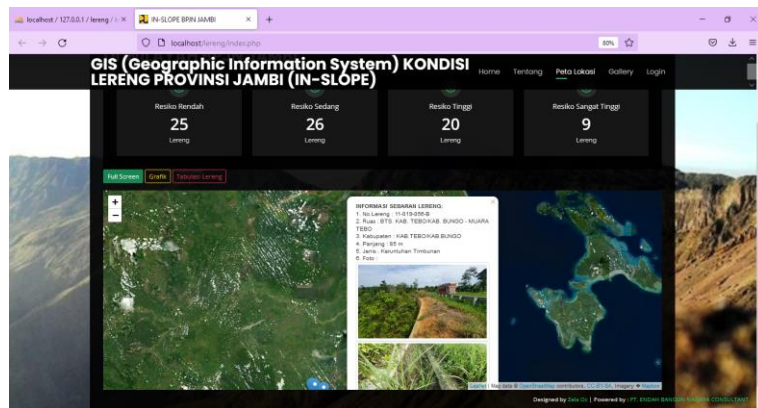 localhost / 127.0.0.1 / lereng /
IN-SLOPE BPJN JAMBI
localhost/lereng/index.php
80%
GIS (Geographic Information System) KONDISI
LERENG PROVINSI JAMBI (IN-SLOPE)
Home Tentang Peta Lokasi Gallery Login
Resiko Rendah
25
Lereng
Resiko Sedang
26
Lereng
Resiko Tinggi
20
Lereng
Resiko Sangat Tinggi
9
Lereng
Full Screen Grafik Tabulasi Lereng
+
−
INFORMASI SEBARAN LERENG:
1. No Lereng : 11-019-056-B
2. Ruas : BTS. KAB. TEBO/KAB. BUNGO - MUARA
TEBO
3. Kabupaten : KAB.TEBO/KAB.BUNGO
4. Panjang : 85 m
5. Jenis : Keruntuhan Timbunan
6. Foto :
Leaflet | Map data © OpenStreetMap contributors, CC-BY-SA, Imagery © Mapbox
Designed by Zeta Oc | Powered by : PT. ENDAH BANGUN CONSULTANT